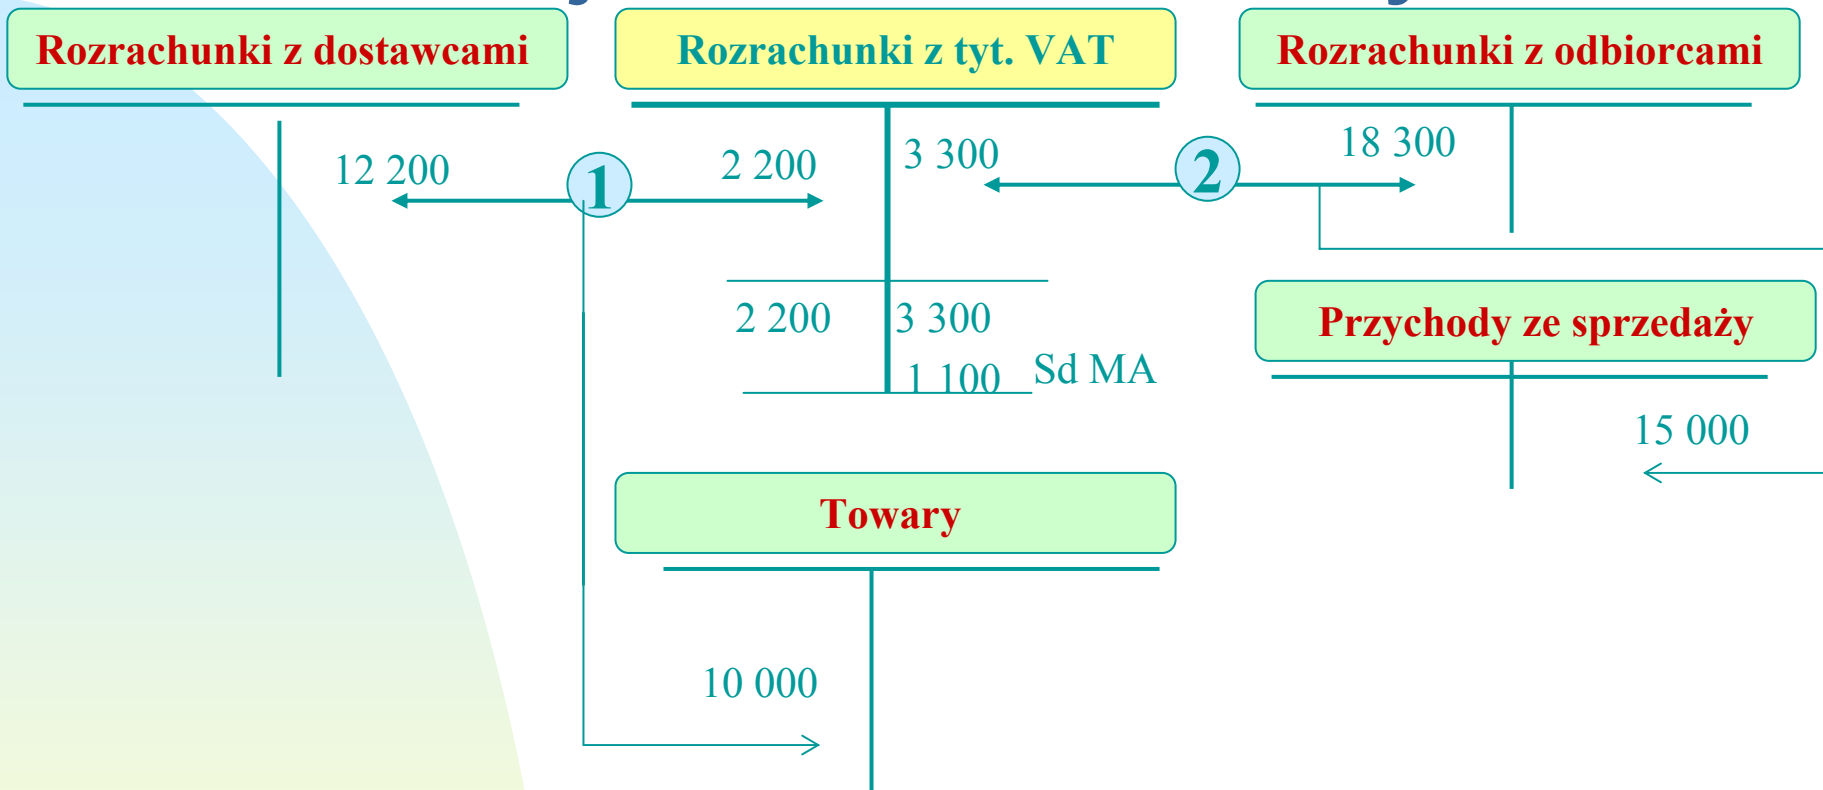 Rozrachunki z dostawcami
Rozrachunki z tyt. VAT
Rozrachunki z odbiorcami
12 200
1
2 200
3 300
2
18 300
2 200
3 300
1 100
Sd MA
Przychody ze sprzedaży
15 000
Towary
10 000